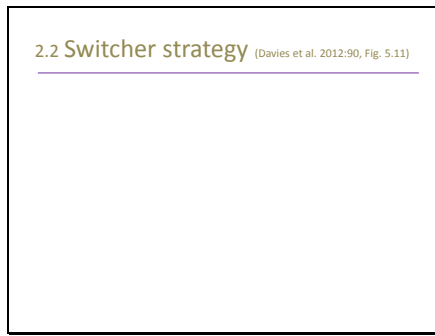 2.2 Switcher strategy (Davies et al. 2012:90, Fig. 5.11)